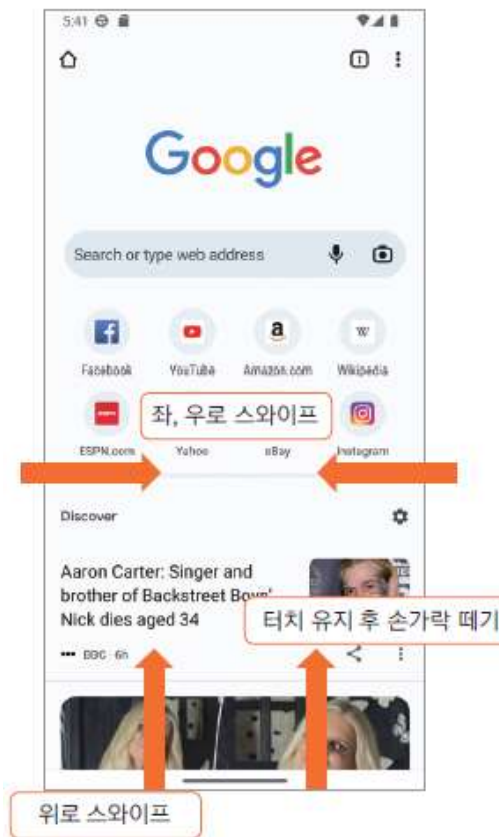 5:41
Google
Search or type web address
Facebook YouTube Amazon.com Wikipedia
좌, 우로 스와이프
ESPN.com Yahoo eBay Instagram
Discover
Aaron Carter: Singer and
brother of Backstreet Boys'
Nick dies aged 34
터치 유지 후 손가락 떼기
BBC · 6h
위로 스와이프